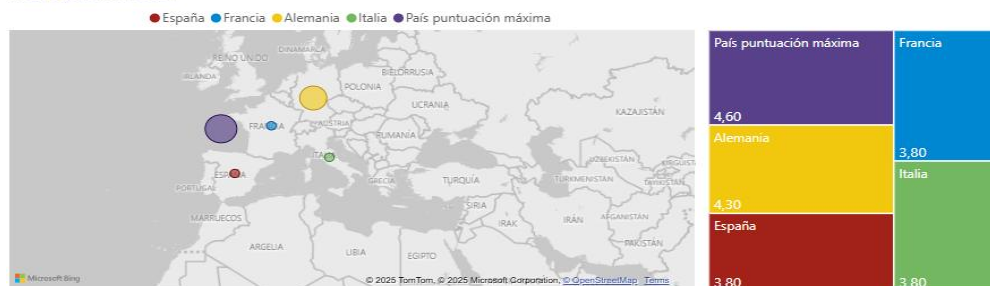 España Francia Alemania Italia País puntuación máxima
DINAMARCA
REINO UNIDO
IRLANDA
BIELORRUSIA
POLONIA
UCRANIA
KAZAJISTÁN
FRANCIA
AUSTRIA
RUMANIA
ITALIA
UZBEKISTÁN
ESPAÑA
GRECIA
TURQUÍA
TURKMENISTÁN
PORTUGAL
SIRIA
MARRUECOS
IRAK
IRÁN
AFGANISTÁN
ARGELIA
LIBIA
EGIPTO
PAKISTÁN
Microsoft Bing
© 2025 TomTom, © 2025 Microsoft Corporation, © OpenStreetMap Terms
País puntuación máxima
4,60
Francia
3,80
Alemania
4,30
Italia
3,80
España
3,80